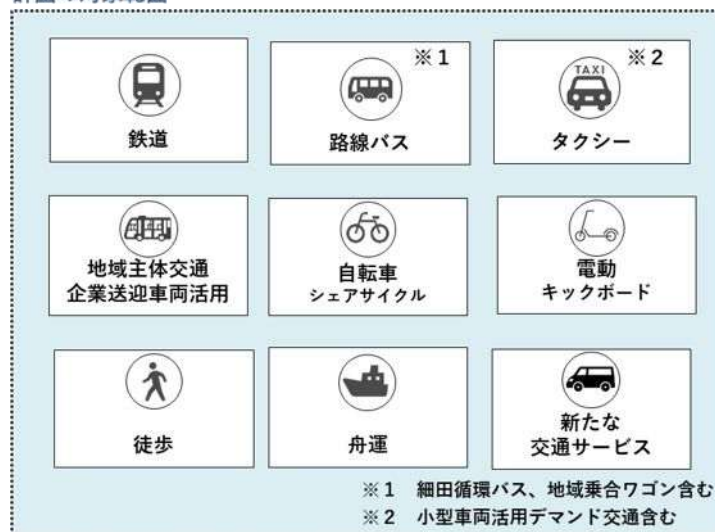 ※1
※2
TAXI
鉄道
路線バス
タクシー
地域主体交通
企業送迎車両活用
自転車
シェアサイクル
電動
キックボード
徒歩
舟運
新たな
交通サービス
※1 細田循環バス、地域乗合ワゴン含む
※2 小型車両活用デマンド交通含む